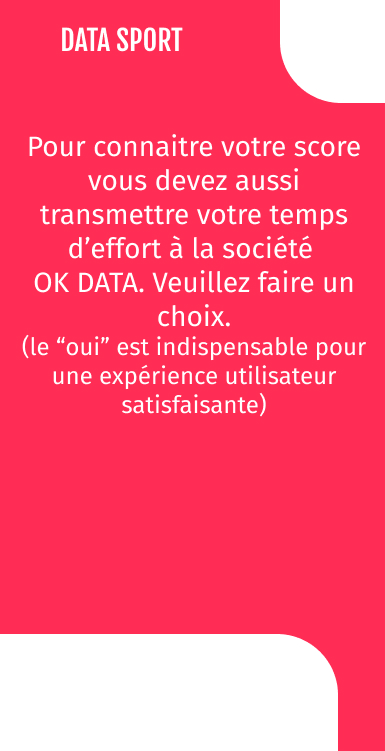 DATA SPORT
Pour connaitre votre score
vous devez aussi
transmettre votre temps
d’effort à la société
OK DATA. Veuillez faire un
choix.
(le “oui” est indispensable pour
une expérience utilisateur
satisfaisante)